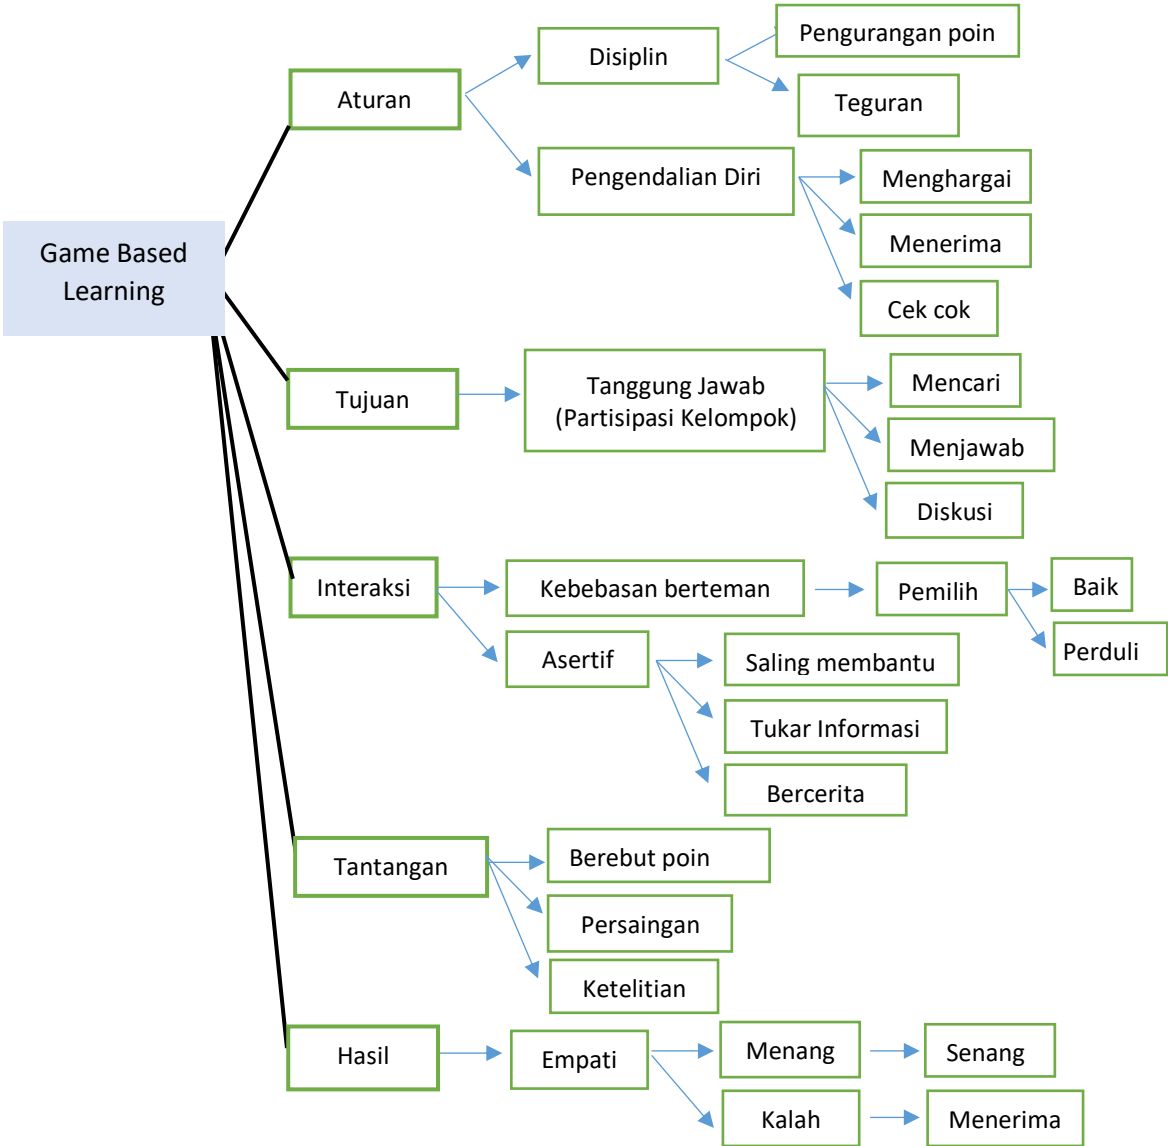 Pengurangan poin
Disiplin
Aturan
Teguran
Pengendalian Diri
Menghargai
Menerima
Cek cok
Game Based
Learning
Tujuan
Tanggung Jawab
(Partisipasi Kelompok)
Mencari
Menjawab
Diskusi
Interaksi
Kebebasan berteman
Pemilih
Baik
Perduli
Asertif
Saling membantu
Tukar Informasi
Bercerita
Tantangan
Berebut poin
Persaingan
Ketelitian
Hasil
Empati
Menang
Senang
Kalah
Menerima